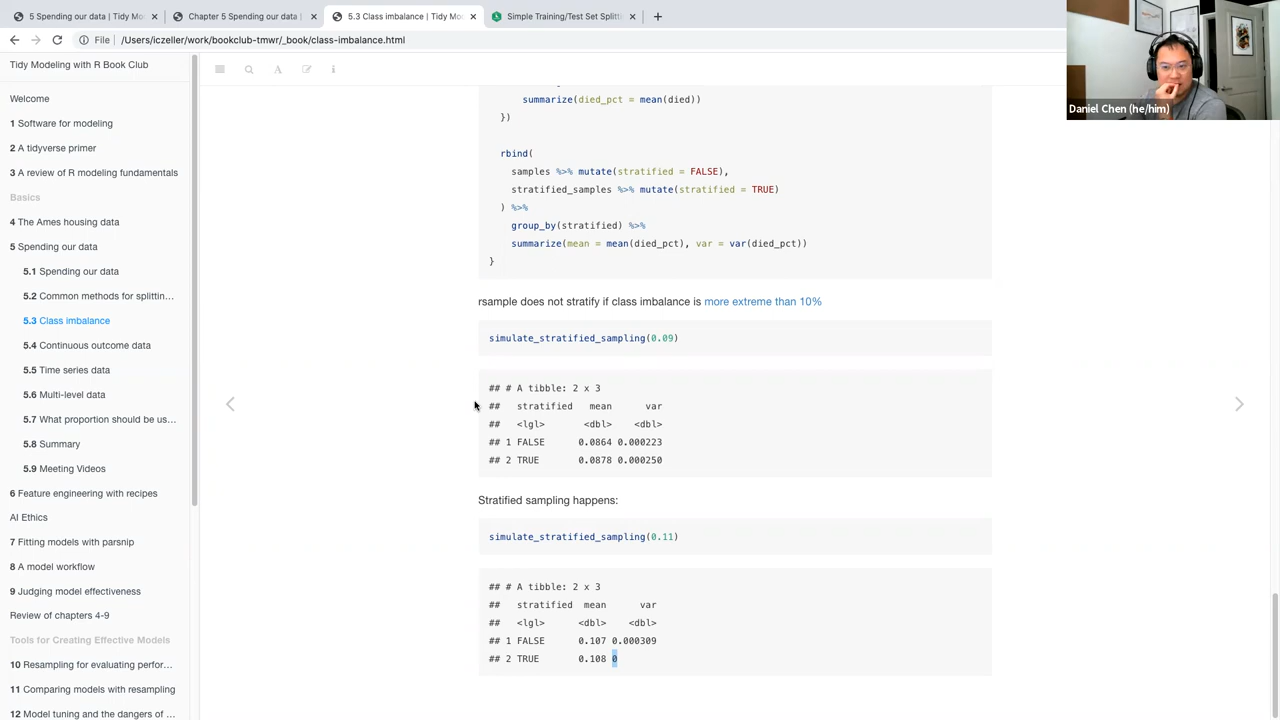 5 Spending our data | Tidy Mo
Chapter 5 Spending our data |
5.3 Class imbalance | Tidy Mo
Simple Training/Test Set Splitti
File
/Users/iczeller/work/bookclub-tmwr/_book/class-imbalance.html
Daniel Chen (he/him)
Tidy Modeling with R Book Club
Welcome
1 Software for modeling
2 A tidyverse primer
3 A review of R modeling fundamentals
Basics
4 The Ames housing data
5 Spending our data
5.1 Spending our data
5.2 Common methods for splittin…
5.3 Class imbalance
5.4 Continuous outcome data
5.5 Time series data
5.6 Multi-level data
5.7 What proportion should be us…
5.8 Summary
5.9 Meeting Videos
6 Feature engineering with recipes
AI Ethics
7 Fitting models with parsnip
8 A model workflow
9 Judging model effectiveness
Review of chapters 4-9
Tools for Creating Effective Models
10 Resampling for evaluating perfor…
11 Comparing models with resampling
12 Model tuning and the dangers of …
summarize(died_pct = mean(died))
})
rbind(
samples %>% mutate(stratified = FALSE),
stratified_samples %>% mutate(stratified = TRUE)
) %>%
group_by(stratified) %>%
summarize(mean = mean(died_pct), var = var(died_pct))
}
rsample does not stratify if class imbalance is more extreme than 10%
simulate_stratified_sampling(0.09)
## # A tibble: 2 x 3
##   stratified   mean      var
##   <lgl>       <dbl>    <dbl>
## 1 FALSE      0.0864 0.000223
## 2 TRUE       0.0878 0.000250
Stratified sampling happens:
simulate_stratified_sampling(0.11)
## # A tibble: 2 x 3
##   stratified  mean      var
##   <lgl>      <dbl>    <dbl>
## 1 FALSE      0.107 0.000309
## 2 TRUE       0.108 0